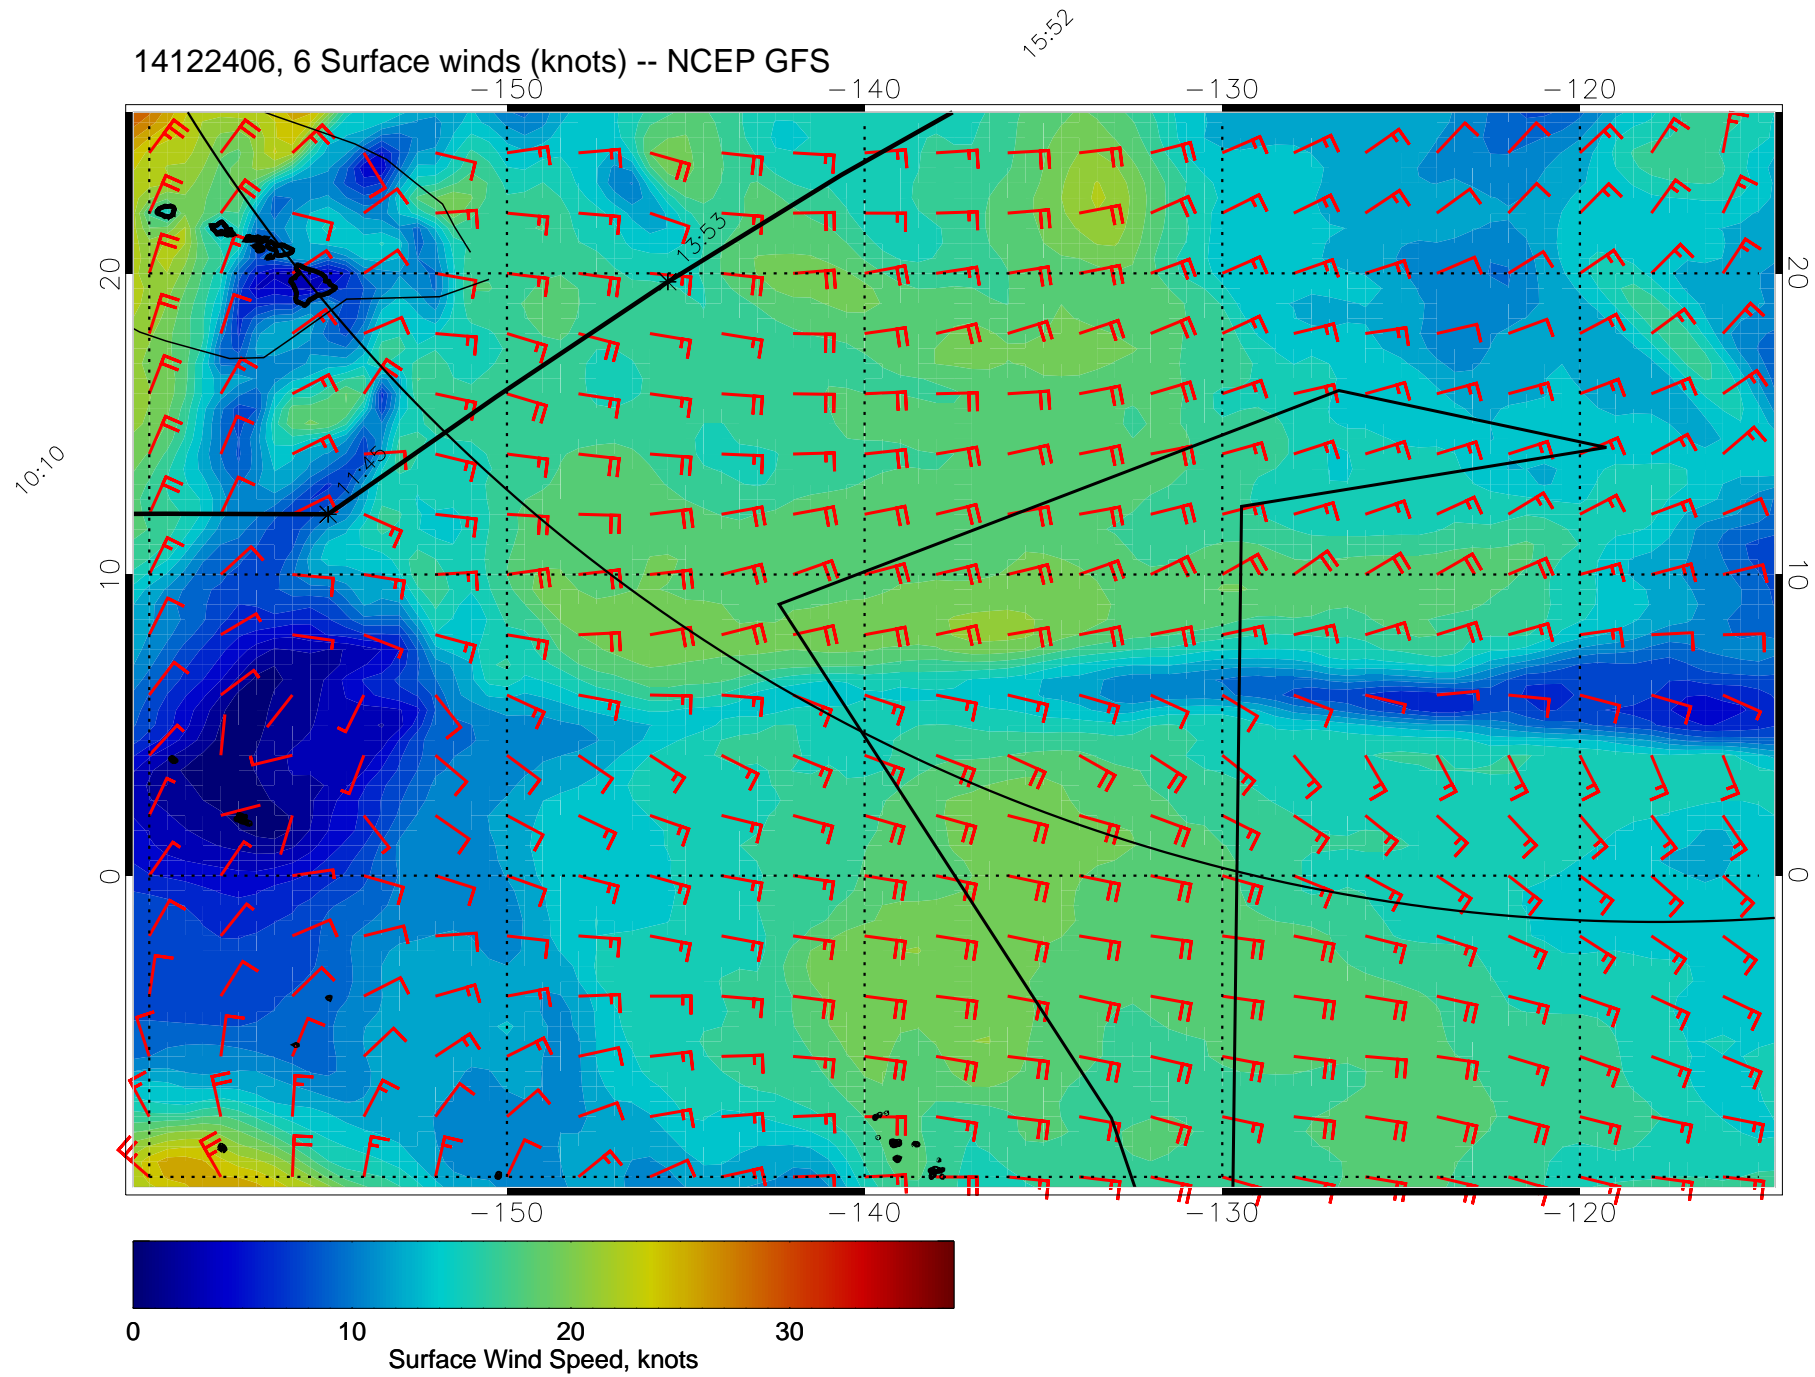 15:52
14122406, 6 Surface winds (knots) -- NCEP GFS
-150 -140 -130 -120
13:53
20 20
11:45
10:10
10 10
0 0
-150 -140 -130 -120
0 10 20 30
Surface Wind Speed, knots